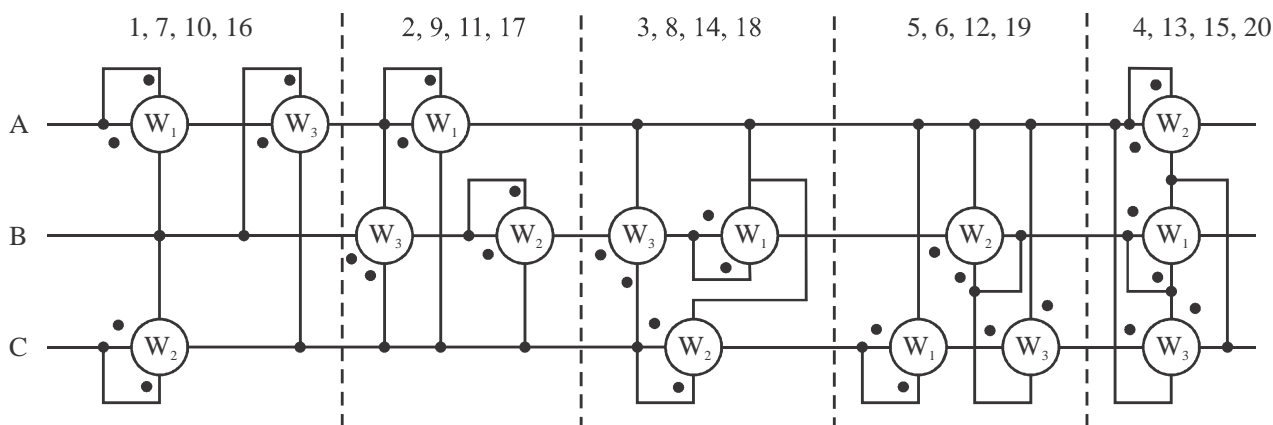 1, 7, 10, 16 2, 9, 11, 17 3, 8, 14, 18 5, 6, 12, 19 4, 13, 15, 20
A W₁ W₃ W₁ W₂
B W₃ W₂ W₃ W₁ W₂ W₁
C W₂ W₂ W₁ W₃ W₃